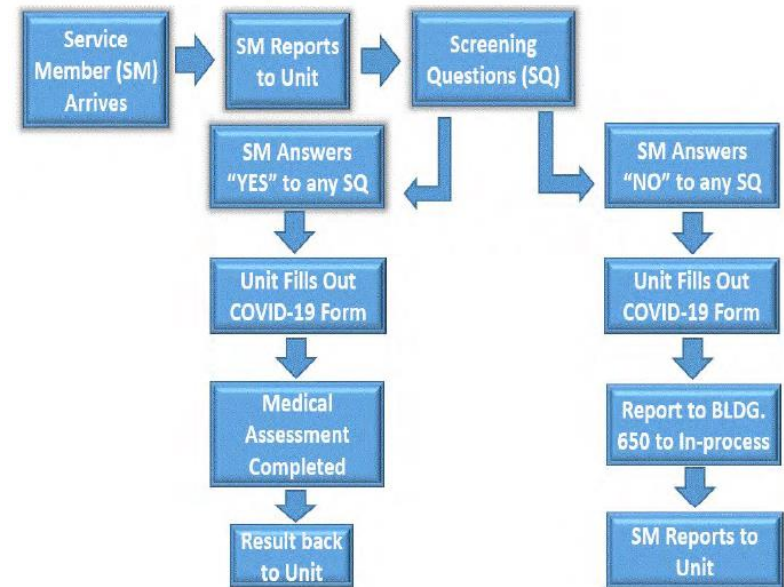 Service
Member (SM)
Arrives
SM Reports
to Unit
Screening
Questions (SQ)
SM Answers
"YES" to any SQ
Unit Fills Out
COVID-19 Form
Medical
Assessment
Completed
Result back
to Unit
SM Answers
"NO" to any SQ
Unit Fills Out
COVID-19 Form
Report to BLDG.
650 to In-process
SM Reports to
Unit